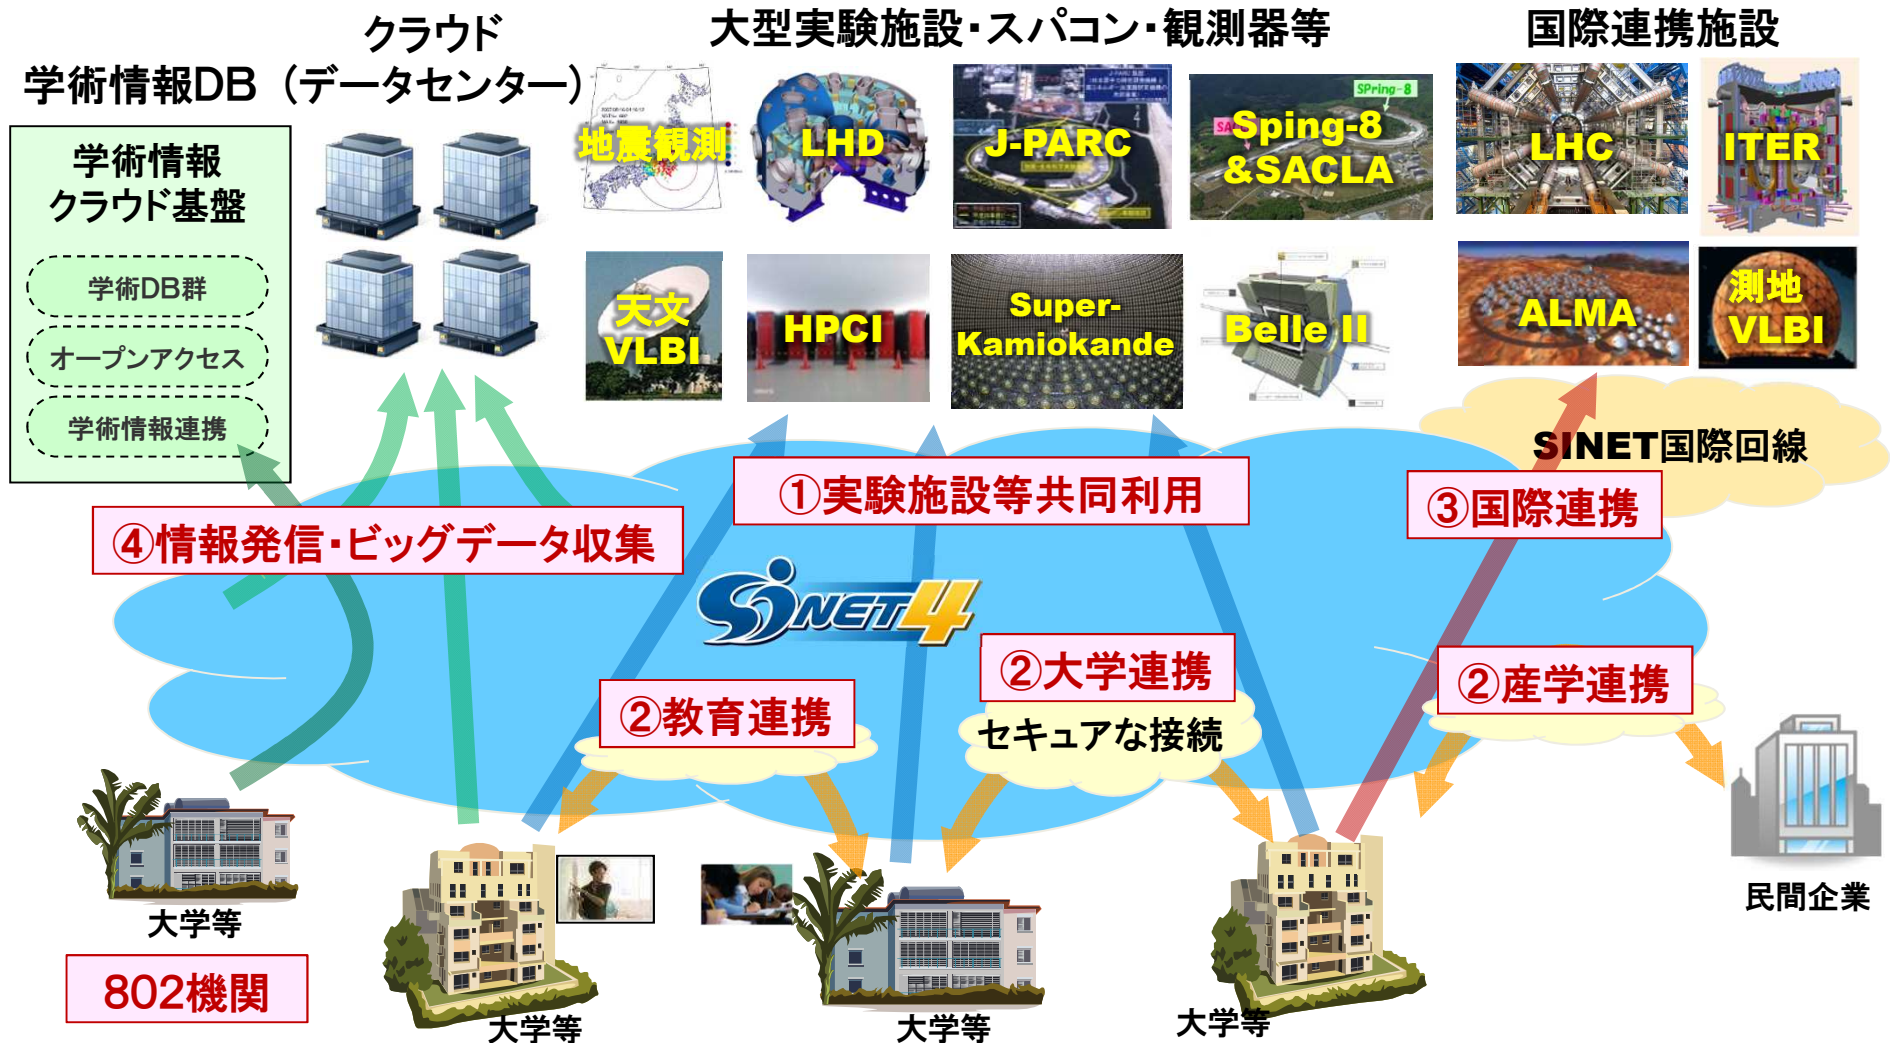 クラウド
学術情報DB（データセンター）
大型実験施設・スパコン・観測器等
国際連携施設
学術情報
クラウド基盤
学術DB群
オープンアクセス
学術情報連携
地震観測
LHD
J-PARC
SPring-8
Sping-8
&SACLA
LHC
ITER
天文
VLBI
HPCI
Super-
Kamiokande
Belle II
ALMA
測地
VLBI
SINET国際回線
①実験施設等共同利用
③国際連携
④情報発信・ビッグデータ収集
SINET4
②大学連携
②教育連携
②産学連携
セキュアな接続
大学等
802機関
大学等
大学等
大学等
民間企業